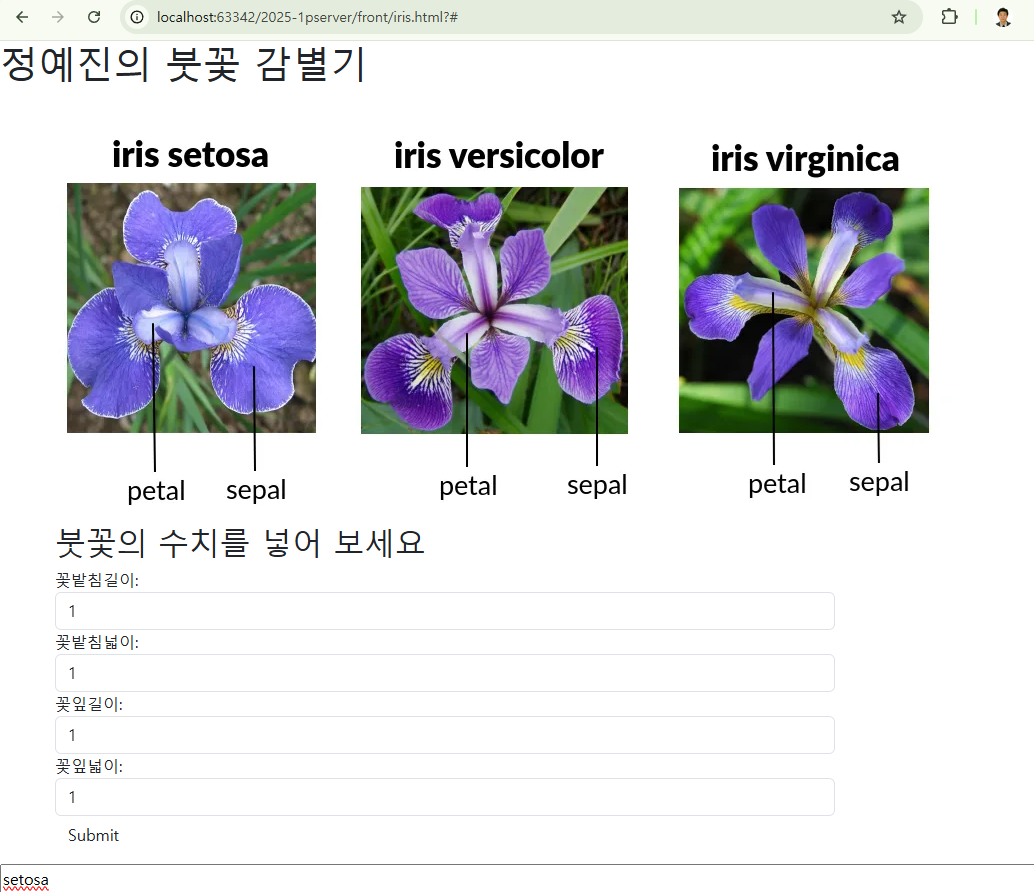 localhost:63342/2025-1pserver/front/iris.html?#
정예진의 붓꽃 감별기
iris setosa
iris versicolor
iris virginica
petal
sepal
petal
sepal
petal
sepal
붓꽃의 수치를 넣어 보세요
꽃밭침길이:
1
꽃밭침넓이:
1
꽃잎길이:
1
꽃잎넓이:
1
Submit
setosa